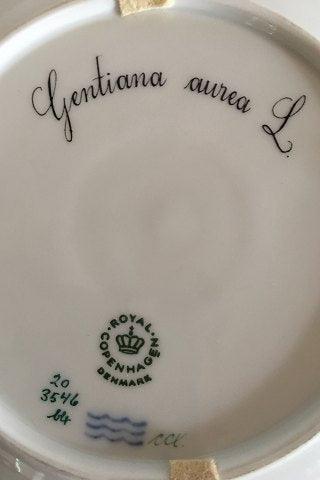 Gentiana aurea L.
ROYAL
COPENHAGEN
DENMARK
20
3546